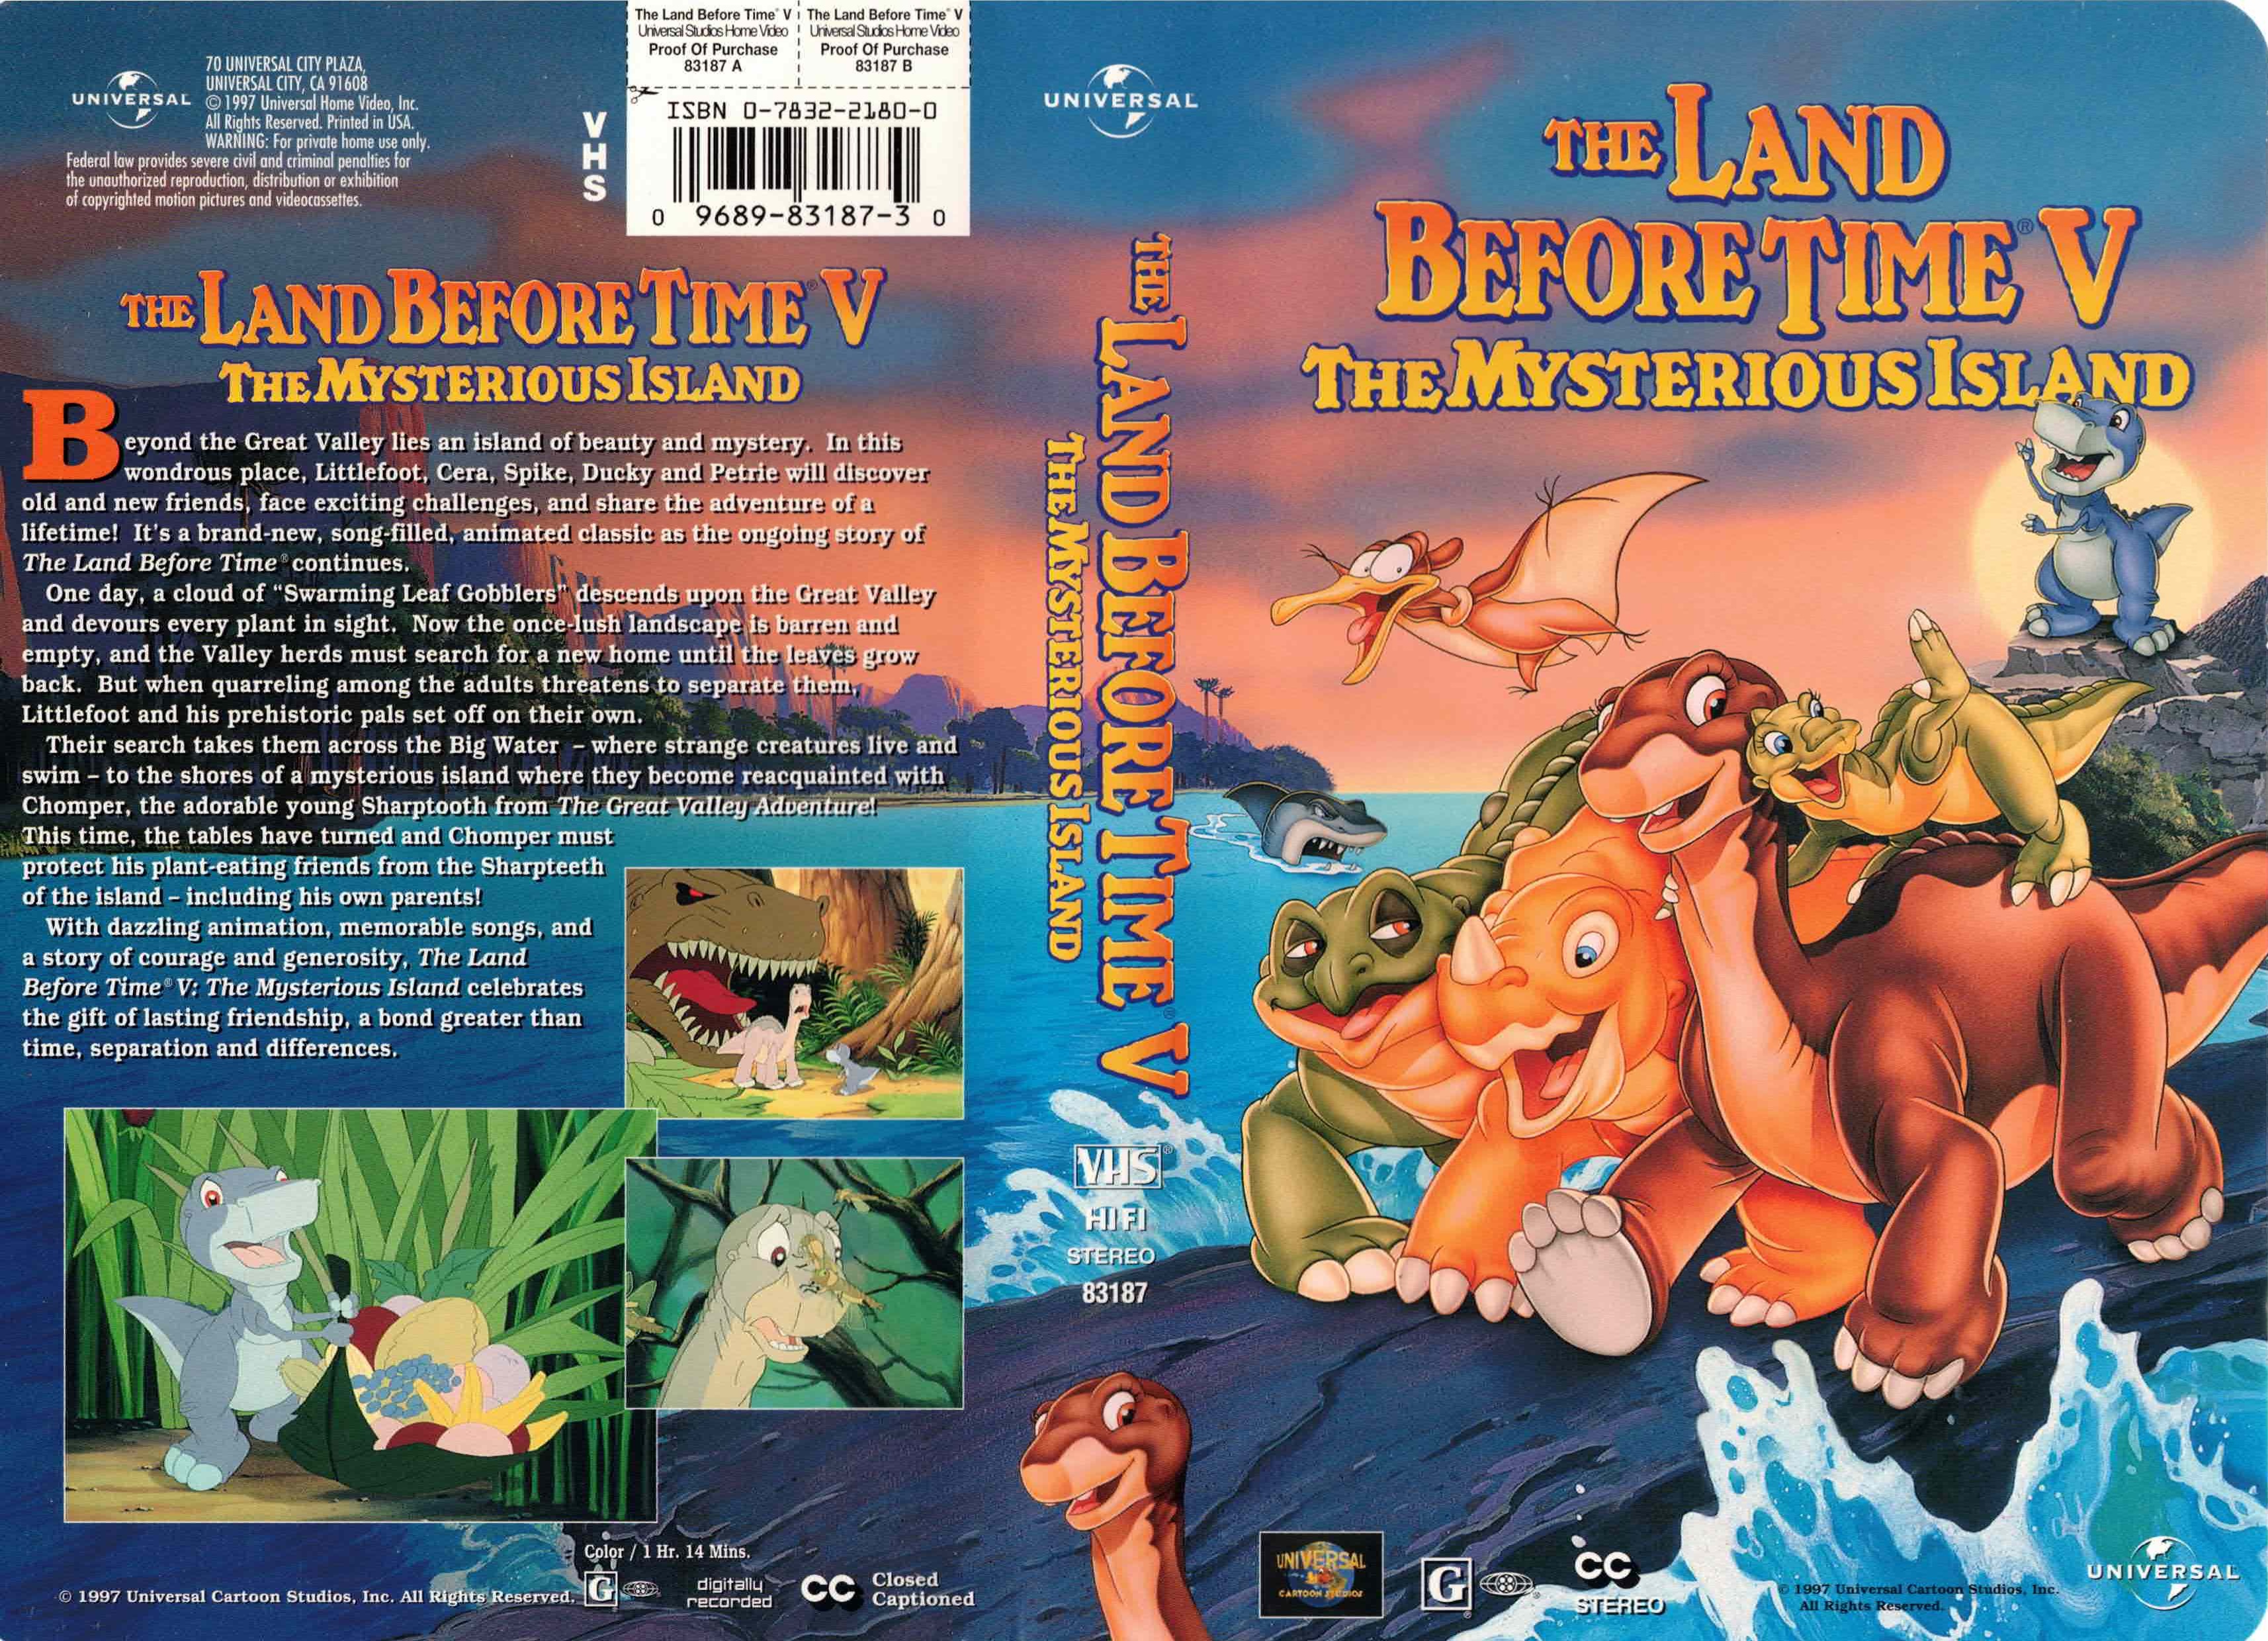 The Land Before Time® V
Universal Studios Home Video
Proof Of Purchase
83187 A
The Land Before Time® V
Universal Studios Home Video
Proof Of Purchase
83187 B
UNIVERSAL
70 UNIVERSAL CITY PLAZA,
UNIVERSAL CITY, CA 91608
©1997 Universal Home Video, Inc.
All Rights Reserved. Printed in USA.
WARNING: For private home use only.
Federal law provides severe civil and criminal penalties for
the unauthorized reproduction, distribution or exhibition
of copyrighted motion pictures and videocassettes.
VHS
ISBN 0-7832-2180-0
0 9689-83187-3 0
THE LAND BEFORE TIME® V
THE MYSTERIOUS ISLAND
Beyond the Great Valley lies an island of beauty and mystery. In this
wondrous place, Littlefoot, Cera, Spike, Ducky and Petrie will discover
old and new friends, face exciting challenges, and share the adventure of a
lifetime! It's a brand-new, song-filled, animated classic as the ongoing story of
The Land Before Time® continues.
One day, a cloud of “Swarming Leaf Gobblers” descends upon the Great Valley
and devours every plant in sight. Now the once-lush landscape is barren and
empty, and the Valley herds must search for a new home until the leaves grow
back. But when quarreling among the adults threatens to separate them,
Littlefoot and his prehistoric pals set off on their own.
Their search takes them across the Big Water – where strange creatures live and
swim – to the shores of a mysterious island where they become reacquainted with
Chomper, the adorable young Sharptooth from The Great Valley Adventure!
This time, the tables have turned and Chomper must
protect his plant-eating friends from the Sharpteeth
of the island – including his own parents!
With dazzling animation, memorable songs, and
a story of courage and generosity, The Land
Before Time® V: The Mysterious Island celebrates
the gift of lasting friendship, a bond greater than
time, separation and differences.
Color / 1 Hr. 14 Mins.
© 1997 Universal Cartoon Studios, Inc. All Rights Reserved.
G
digitally
recorded
CC
Closed
Captioned
UNIVERSAL
THE LAND BEFORE TIME® V
THE MYSTERIOUS ISLAND
VHS®
HI FI
STEREO
83187
THE LAND
BEFORE TIME® V
THE MYSTERIOUS ISLAND
UNIVERSAL
CARTOON STUDIOS
G
CC
STEREO
© 1997 Universal Cartoon Studios, Inc.
All Rights Reserved.
UNIVERSAL